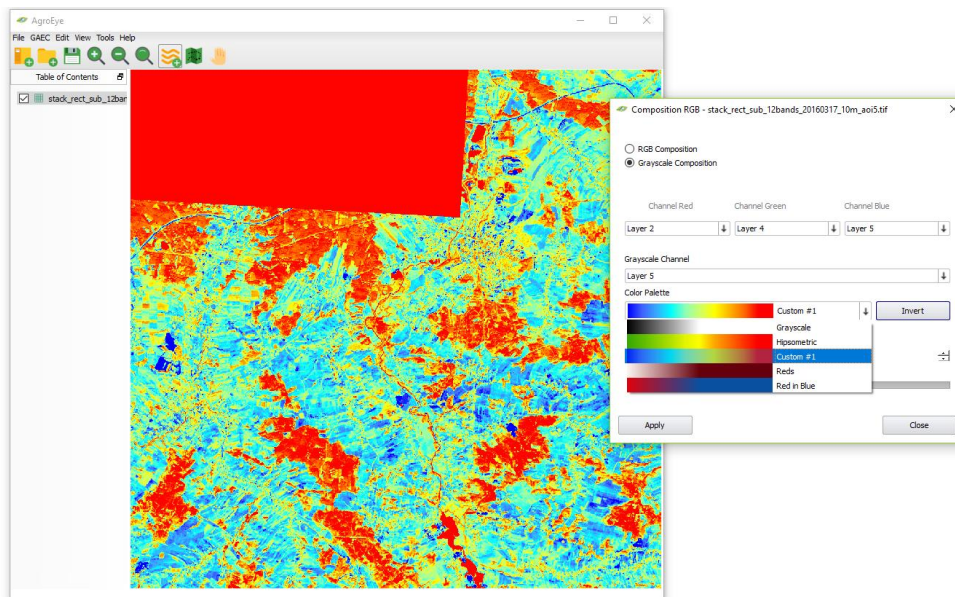 AgroEye
File GAEC Edit View Tools Help
Table of Contents
stack_rect_sub_12ban
Composition RGB - stack_rect_sub_12bands_20160317_10m_aoi5.tif
RGB Composition
Grayscale Composition
Channel Red Channel Green Channel Blue
Layer 2 Layer 4 Layer 5
Grayscale Channel
Layer 5
Color Palette
Custom #1 Invert
Grayscale
Hipsometric
Custom #1
Reds
Red in Blue
Apply Close